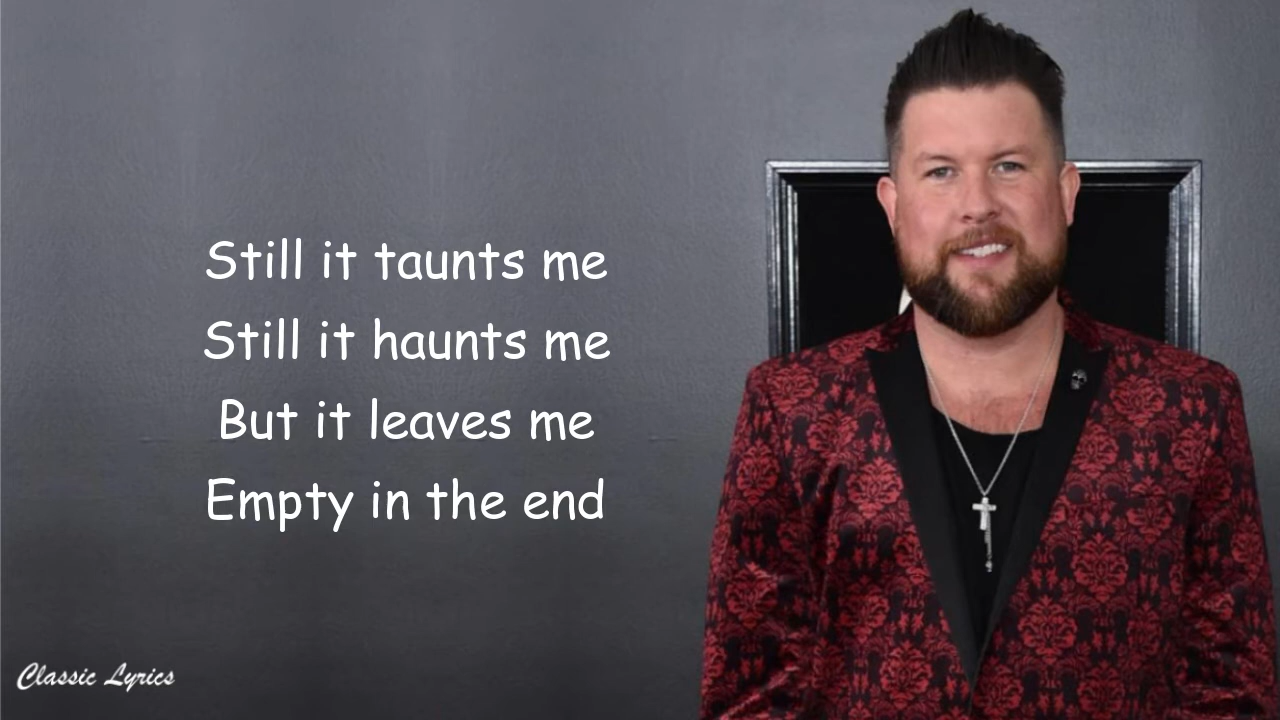 Still it taunts me
Still it haunts me
But it leaves me
Empty in the end
Classic Lyrics